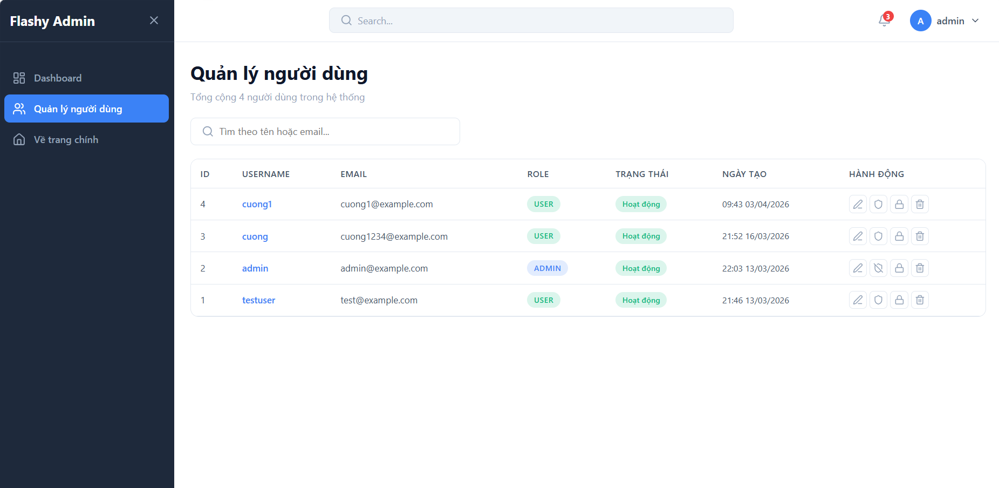 Flashy Admin
Search...
3
A
admin
Dashboard
Quản lý người dùng
Về trang chính
Quản lý người dùng
Tổng cộng 4 người dùng trong hệ thống
Tìm theo tên hoặc email...
ID USERNAME EMAIL ROLE TRẠNG THÁI NGÀY TẠO HÀNH ĐỘNG
4 cuong1 cuong1@example.com USER Hoạt động 09:43 03/04/2026
3 cuong cuong1234@example.com USER Hoạt động 21:52 16/03/2026
2 admin admin@example.com ADMIN Hoạt động 22:03 13/03/2026
1 testuser test@example.com USER Hoạt động 21:46 13/03/2026